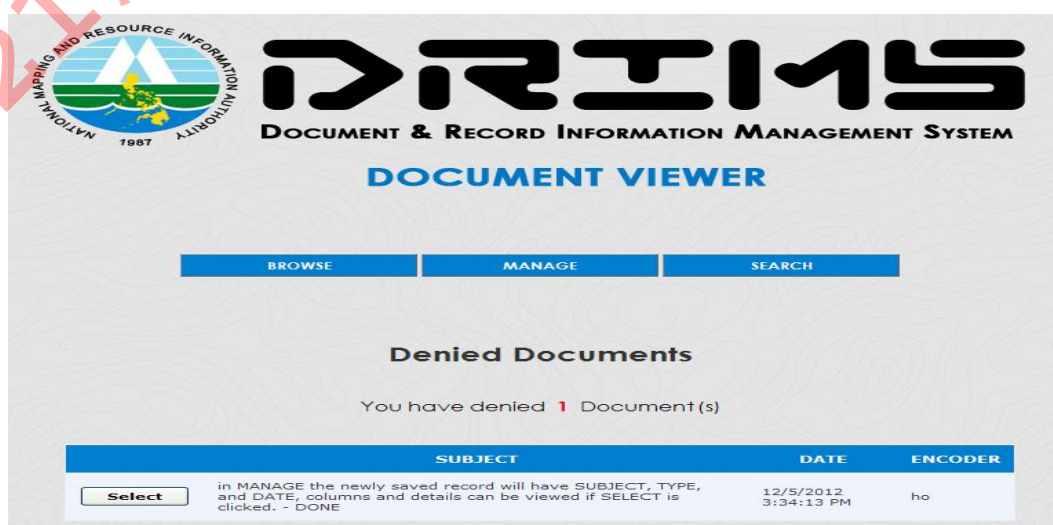 NATIONAL MAPPING AND RESOURCE INFORMATION AUTHORITY
1987
DRIMS
DOCUMENT & RECORD INFORMATION MANAGEMENT SYSTEM
DOCUMENT VIEWER
BROWSE MANAGE SEARCH
Denied Documents
You have denied 1 Document(s)
SUBJECT DATE ENCODER
Select in MANAGE the newly saved record will have SUBJECT, TYPE, and DATE, columns and details can be viewed if SELECT is clicked. - DONE 12/5/2012 3:34:13 PM ho